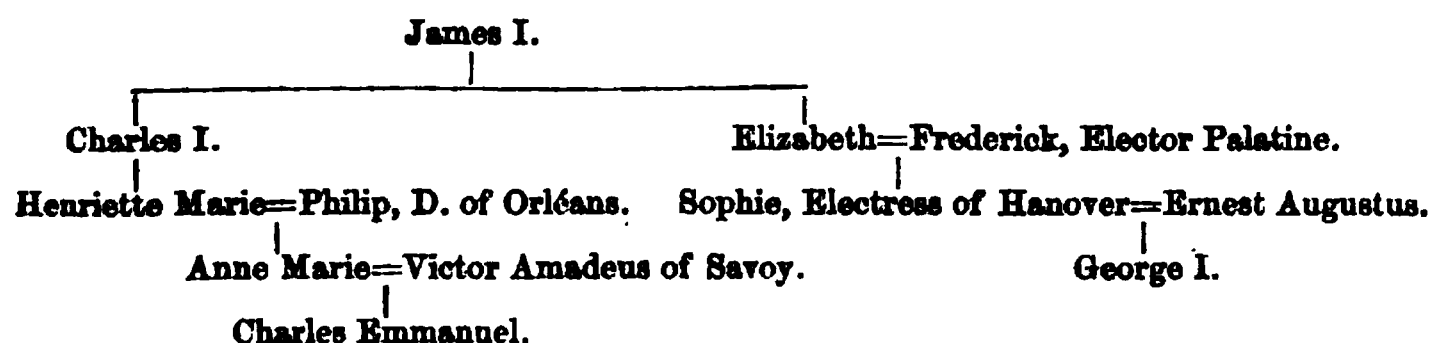 James I.
Charles I. Elizabeth=Frederick, Elector Palatine.
Henriette Marie=Philip, D. of Orléans. Sophie, Electress of Hanover=Ernest Augustus.
Anne Marie=Victor Amadeus of Savoy. George I.
Charles Emmanuel.